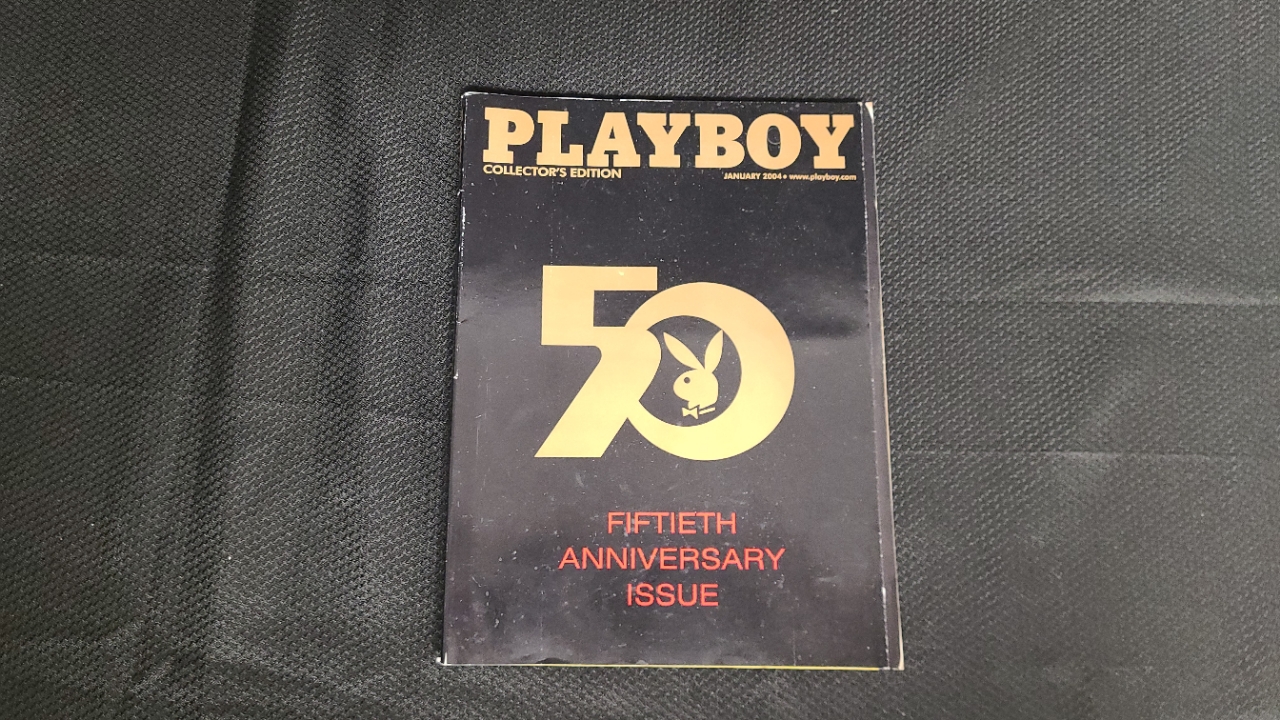 PLAYBOY
COLLECTOR'S EDITION JANUARY 2004 • www.playboy.com
50
FIFTIETH
ANNIVERSARY
ISSUE